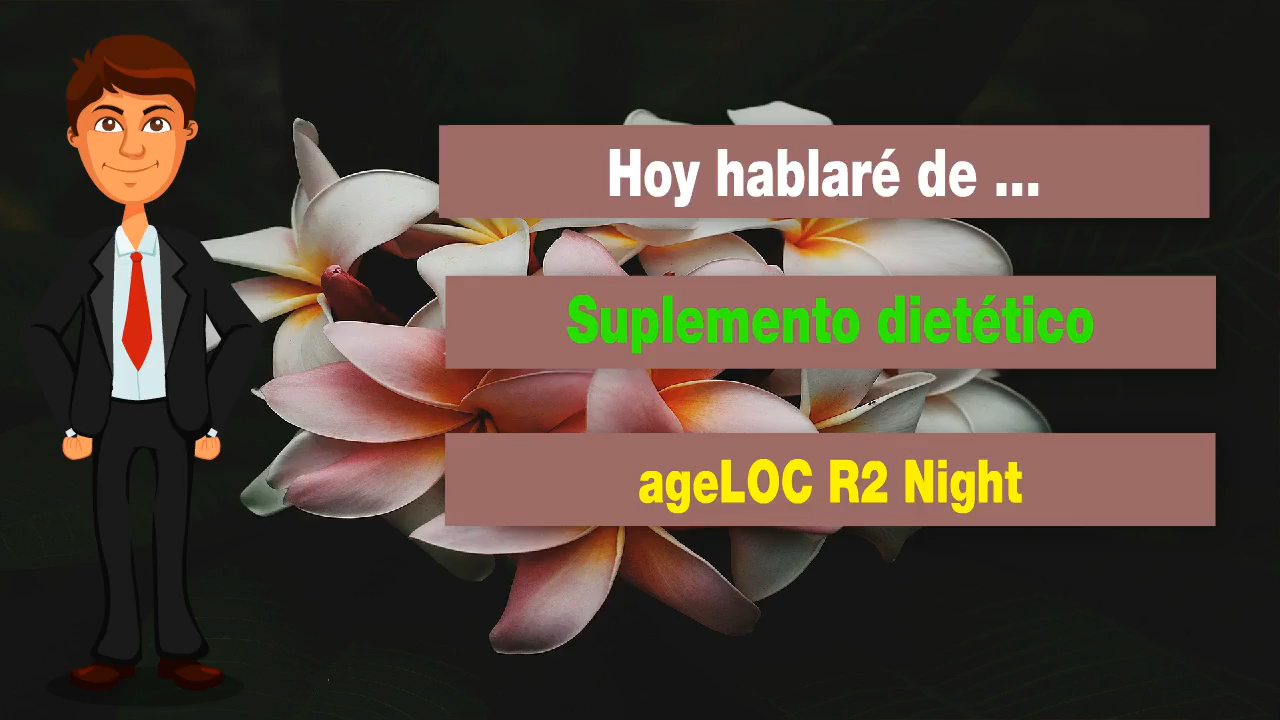 Hoy hablaré de ...
Suplemento dietético
ageLOC R2 Night